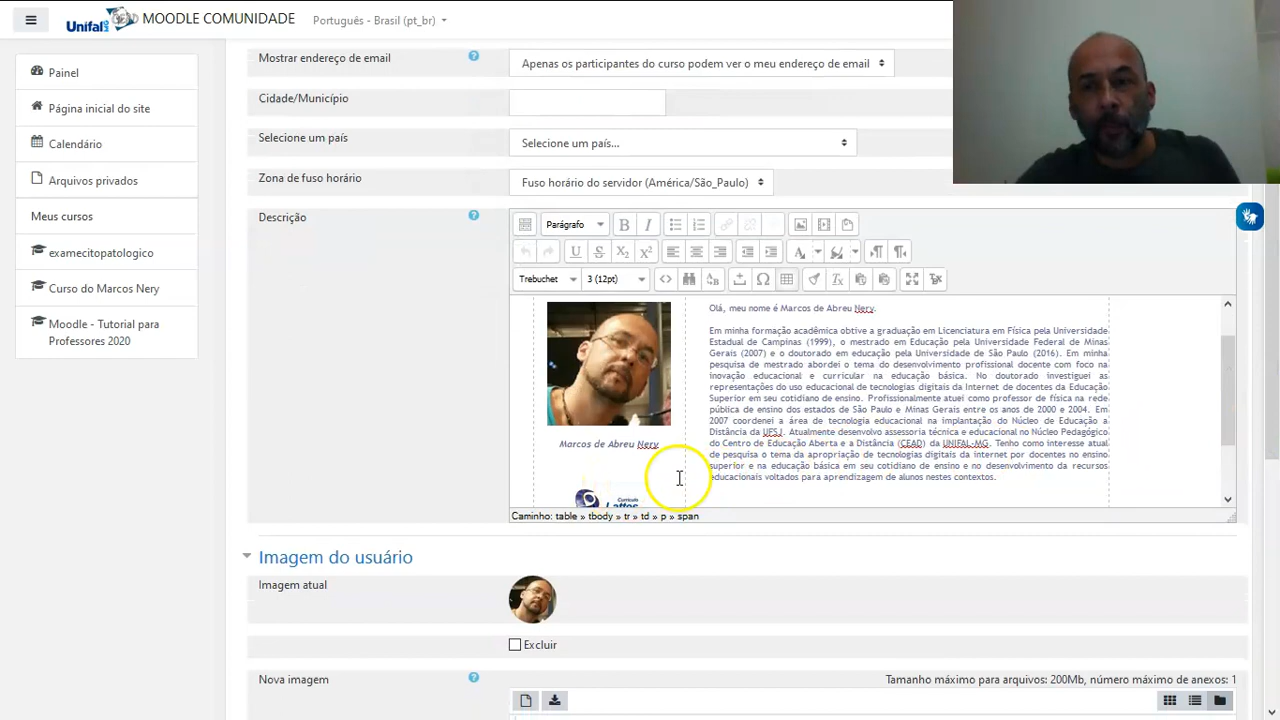 Unifal
CEAD MOODLE COMUNIDADE
Português - Brasil (pt_br)
Painel
Página inicial do site
Calendário
Arquivos privados
Meus cursos
examecitopatologico
Curso do Marcos Nery
Moodle - Tutorial para
Professores 2020
Mostrar endereço de email
Apenas os participantes do curso podem ver o meu endereço de email
Cidade/Município
Selecione um país
Selecione um país...
Zona de fuso horário
Fuso horário do servidor (América/São_Paulo)
Descrição
Parágrafo
Trebuchet
3 (12pt)
Marcos de Abreu Nery
Currículo
Lattes
Olá, meu nome é Marcos de Abreu Nery.
Em minha formação acadêmica obtive a graduação em Licenciatura em Física pela Universidade
Estadual de Campinas (1999), o mestrado em Educação pela Universidade Federal de Minas
Gerais (2007) e o doutorado em educação pela Universidade de São Paulo (2016). Em minha
pesquisa de mestrado abordei o tema do desenvolvimento profissional docente com foco na
inovação educacional e curricular na educação básica. No doutorado investiguei as
representações do uso educacional de tecnologias digitais da Internet de docentes da Educação
Superior em seu cotidiano de ensino. Profissionalmente atuei como professor de física na rede
pública de ensino dos estados de São Paulo e Minas Gerais entre os anos de 2000 e 2004. Em
2007 coordenei a área de tecnologia educacional na implantação do Núcleo de Educação a
Distância da UFSJ. Atualmente desenvolvo assessoria técnica e educacional no Núcleo Pedagógico
do Centro de Educação Aberta e a Distância (CEAD) da UNIFAL-MG. Tenho como interesse atual
de pesquisa o tema da apropriação de tecnologias digitais da internet por docentes no ensino
superior e na educação básica em seu cotidiano de ensino e no desenvolvimento da recursos
educacionais voltados para aprendizagem de alunos nestes contextos.
Caminho: table » tbody » tr » td » p » span
Imagem do usuário
Imagem atual
Excluir
Nova imagem
Tamanho máximo para arquivos: 200Mb, número máximo de anexos: 1